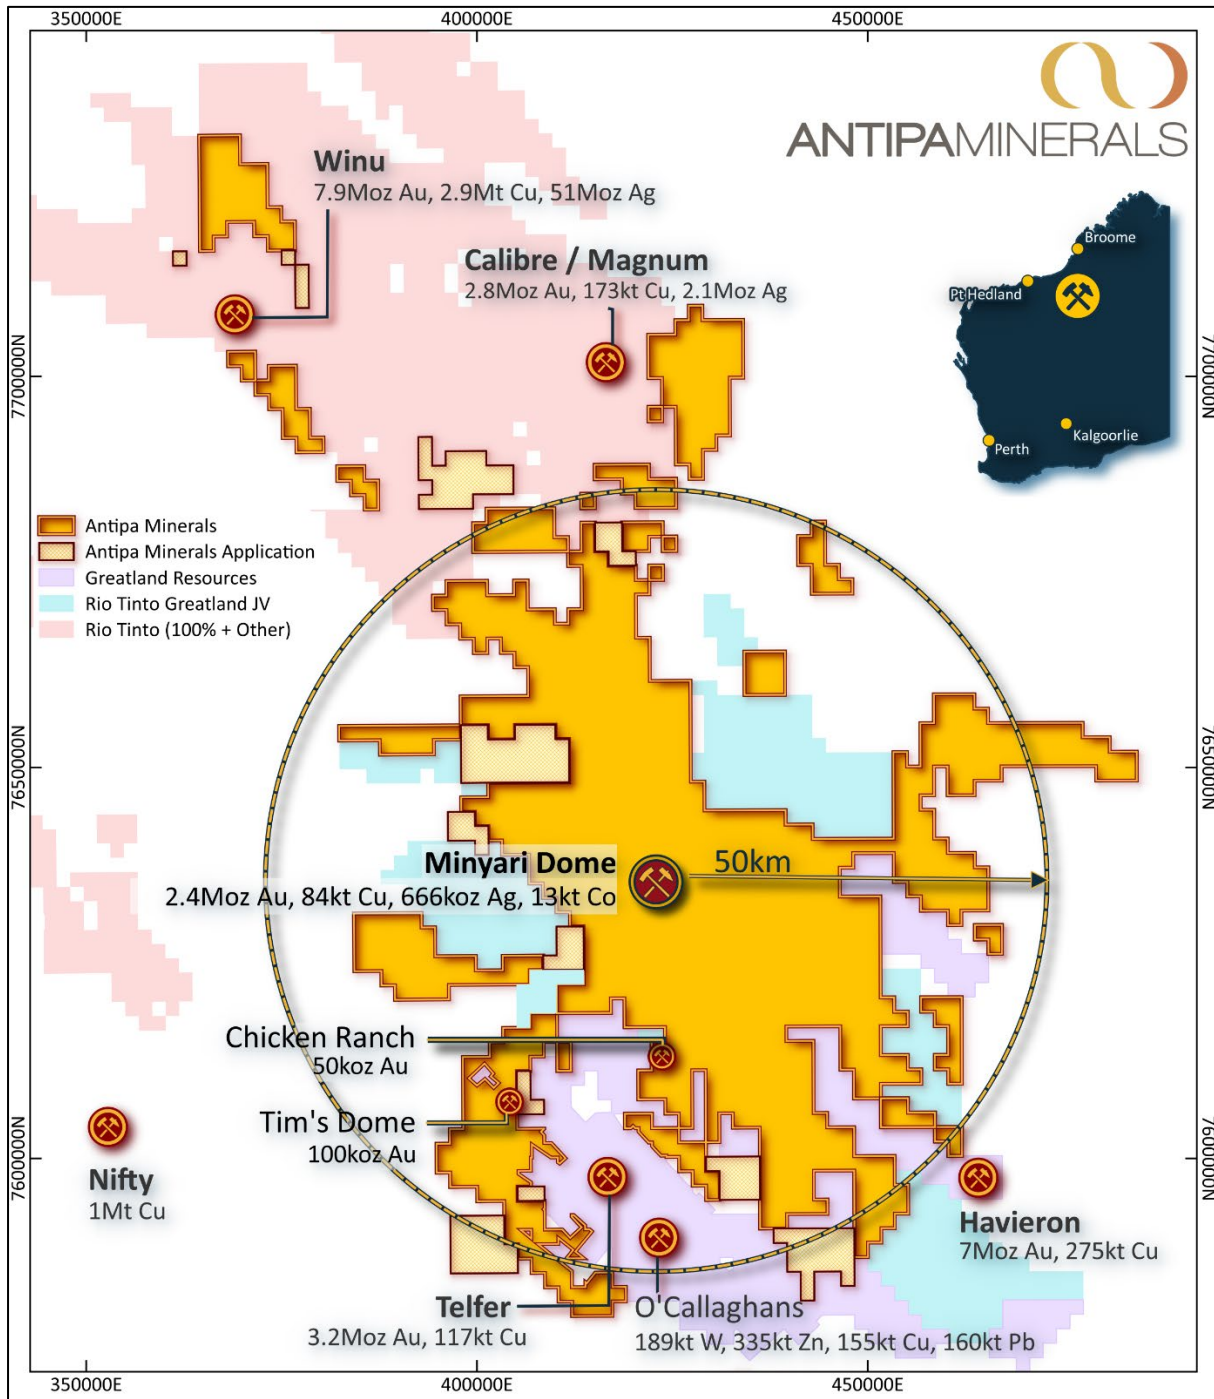 350000E
400000E
450000E
ANTIPAMINERALS
Winu
7.9Moz Au, 2.9Mt Cu, 51Moz Ag
Broome
Calibre / Magnum
2.8Moz Au, 173kt Cu, 2.1Moz Ag
Pt Hedland
7700000N
7700000N
Kalgoorlie
Perth
Antipa Minerals
Antipa Minerals Application
Greatland Resources
Rio Tinto Greatland JV
Rio Tinto (100% + Other)
7650000N
7650000N
Minyari Dome
50km
2.4Moz Au, 84kt Cu, 666koz Ag, 13kt Co
Chicken Ranch
50koz Au
Tim's Dome
100koz Au
7600000N
7600000N
Nifty
1Mt Cu
Havieron
7Moz Au, 275kt Cu
Telfer
3.2Moz Au, 117kt Cu
O'Callaghans
189kt W, 335kt Zn, 155kt Cu, 160kt Pb
350000E
400000E
450000E